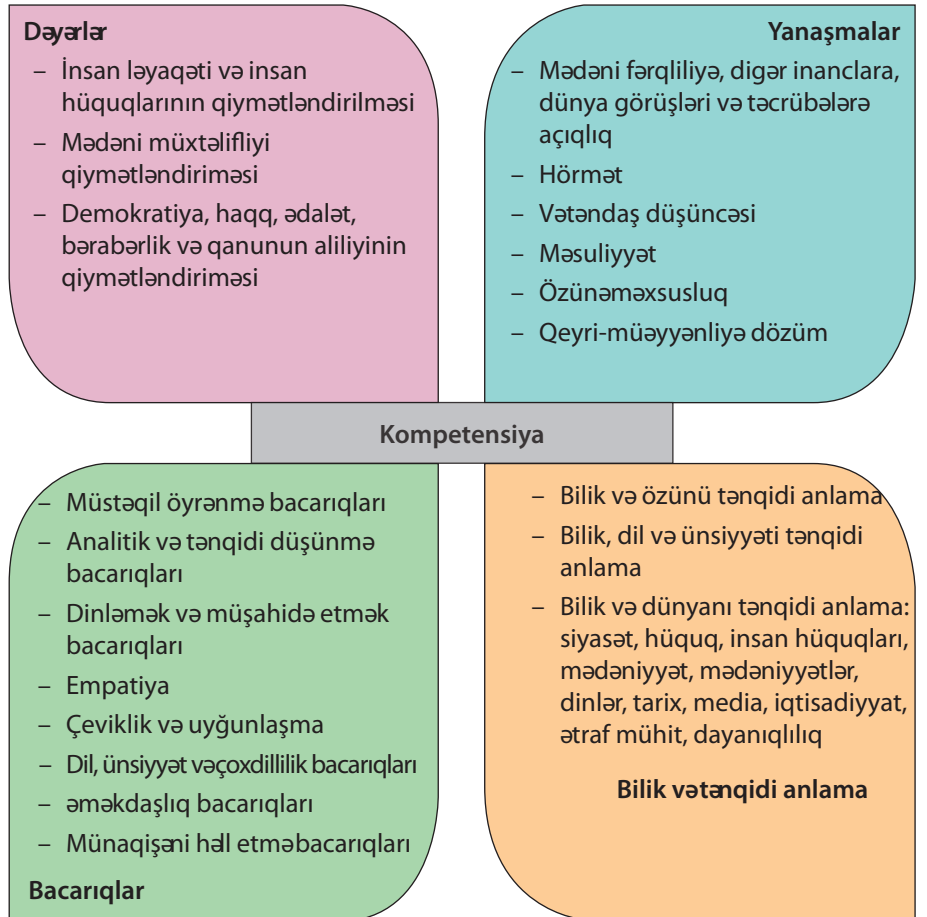 Dəyərlər
– İnsan ləyaqəti və insan
hüquqlarının qiymətləndirilməsi
– Mədəni müxtəlifliyi
qiymətləndiriməsi
– Demokratiya, haqq, ədalət,
bərabərlik və qanunun aliliyinin
qiymətləndiriməsi
Yanaşmalar
– Mədəni fərqliliyə, digər inanclara,
dünya görüşləri və təcrübələrə
açıqlıq
– Hörmət
– Vətəndaş düşüncəsi
– Məsuliyyət
– Özünəməxsusluq
– Qeyri-müəyyənliyə dözüm
Kompetensiya
– Müstəqil öyrənmə bacarıqları
– Analitik və tənqidi düşünmə
bacarıqları
– Dinləmək və müşahidə etmək
bacarıqları
– Empatiya
– Çeviklik və uyğunlaşma
– Dil, ünsiyyət vəçoxdillilik bacarıqları
– əməkdaşlıq bacarıqları
– Münaqişəni həll etməbacarıqları
Bacarıqlar
– Bilik və özünü tənqidi anlama
– Bilik, dil və ünsiyyəti tənqidi
anlama
– Bilik və dünyanı tənqidi anlama:
siyasət, hüquq, insan hüquqları,
mədəniyyət, mədəniyyətlər,
dinlər, tarix, media, iqtisadiyyat,
ətraf mühit, dayanıqlılıq
Bilik vətənqidi anlama